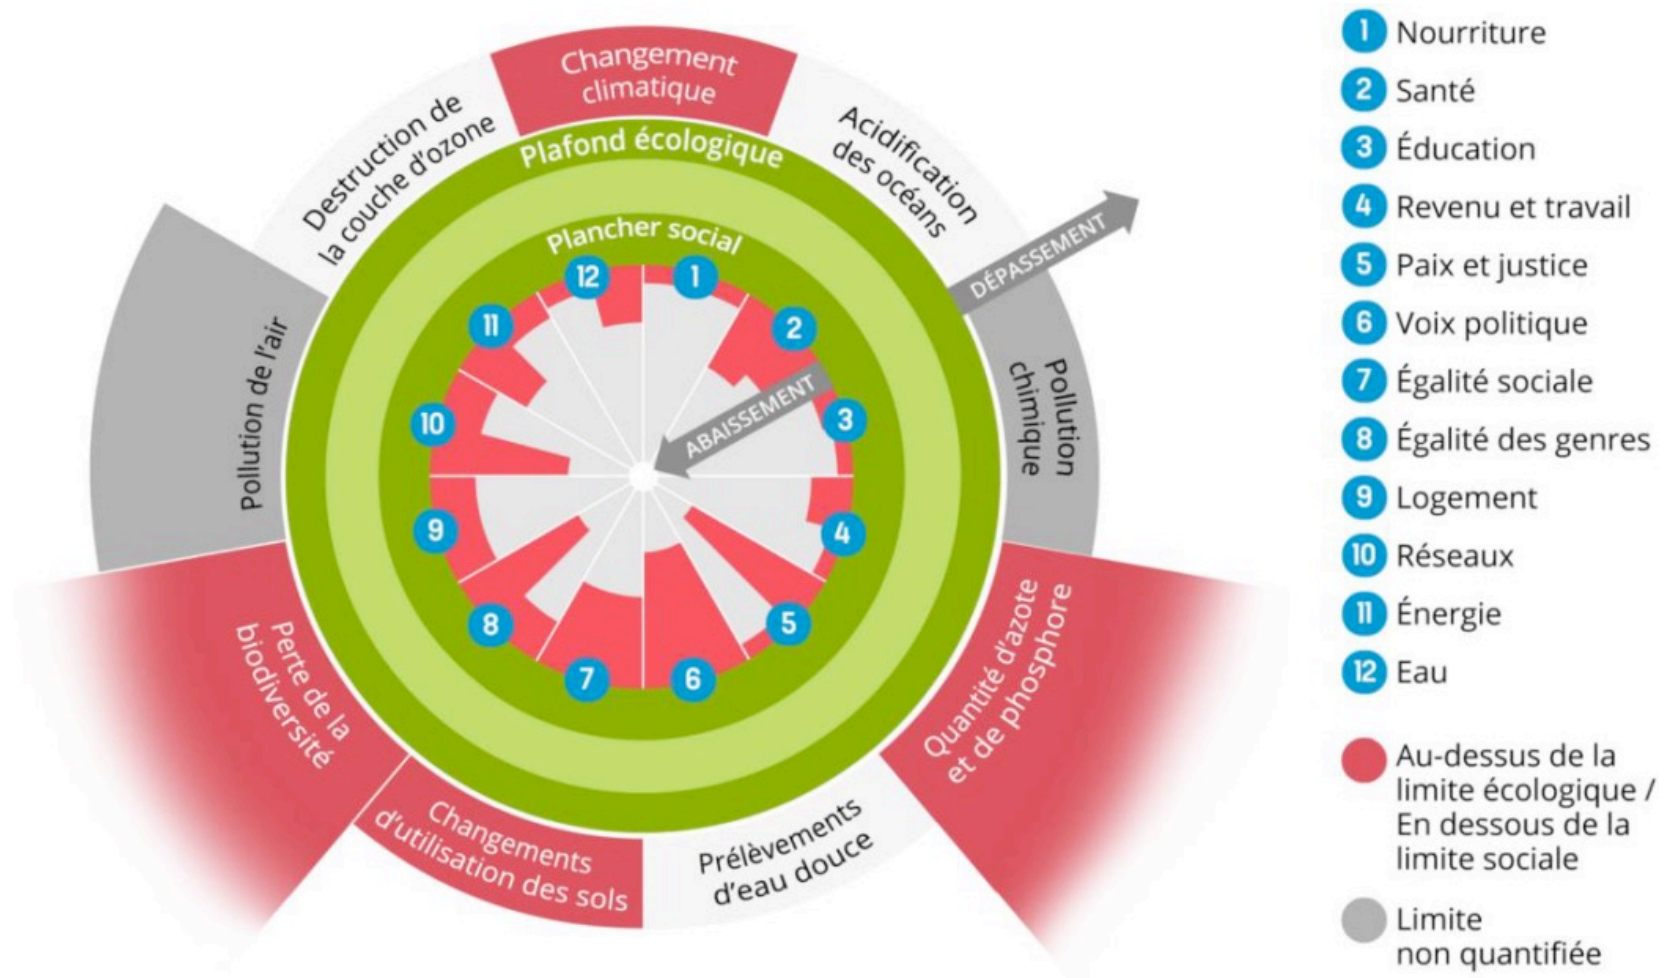 Changement
climatique
Destruction de
la couche d'ozone
Acidification
des océans
Plafond écologique
Plancher social
DÉPASSEMENT
ABAISSEMENT
Pollution de l'air
Pollution
chimique
Perte de la
biodiversité
Quantité d'azote
et de phosphore
Changements
d'utilisation des sols
Prélèvements
d'eau douce
12
1
11
2
10
3
9
4
8
5
7
6
1 Nourriture
2 Santé
3 Éducation
4 Revenu et travail
5 Paix et justice
6 Voix politique
7 Égalité sociale
8 Égalité des genres
9 Logement
10 Réseaux
11 Énergie
12 Eau
Au-dessus de la
limite écologique /
En dessous de la
limite sociale
Limite
non quantifiée